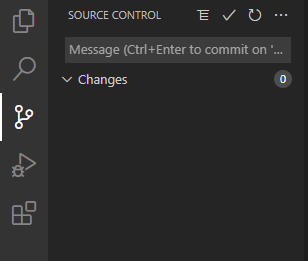 SOURCE CONTROL
Message (Ctrl+Enter to commit on '...
Changes 0